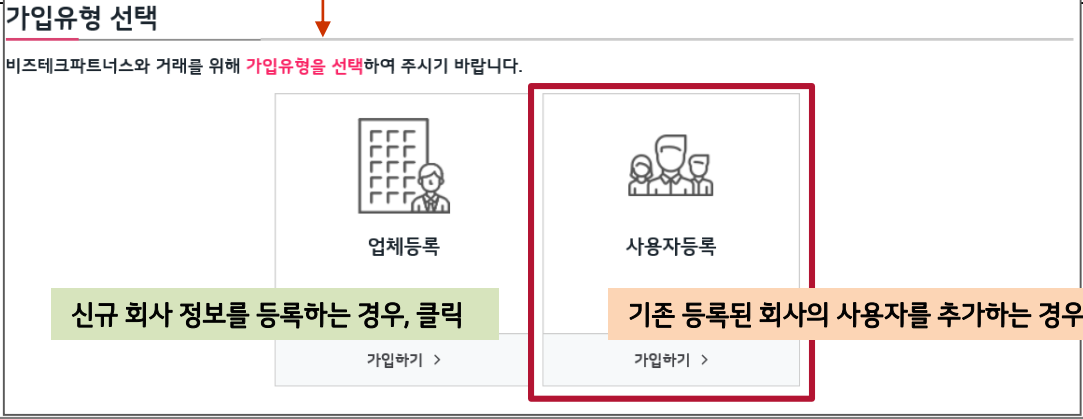 가입유형 선택
비즈테크파트너스와 거래를 위해 가입유형을 선택하여 주시기 바랍니다.
업체등록
사용자등록
신규 회사 정보를 등록하는 경우, 클릭
기존 등록된 회사의 사용자를 추가하는 경우
가입하기 >
가입하기 >